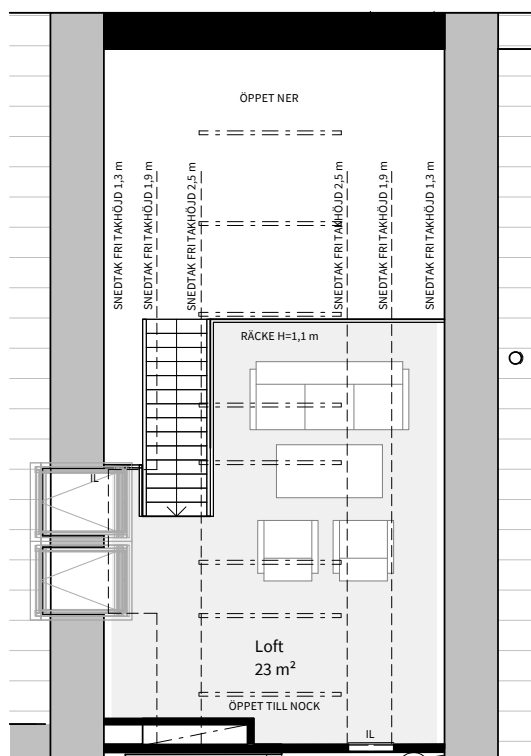 ÖPPET NER
SNEDTAK FRI TAKHÖJD 1,3 m
SNEDTAK FRI TAKHÖJD 1,9 m
SNEDTAK FRI TAKHÖJD 2,5 m
SNEDTAK FRI TAKHÖJD 2,5 m
SNEDTAK FRI TAKHÖJD 1,9 m
SNEDTAK FRI TAKHÖJD 1,3 m
RÄCKE H=1,1 m
IL
Loft
23 m²
ÖPPET TILL NOCK
IL